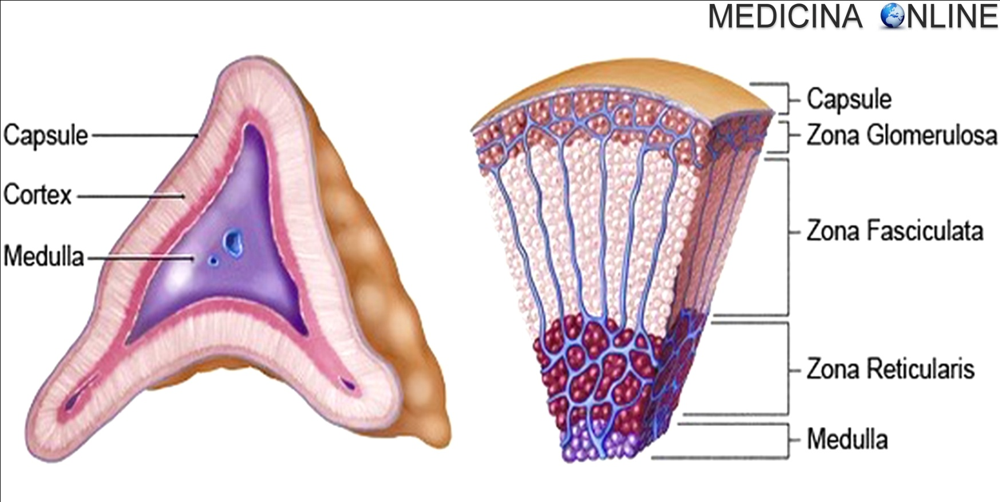 MEDICINA ONLINE
Capsule
Cortex
Medulla
Capsule
Zona Glomerulosa
Zona Fasciculata
Zona Reticularis
Medulla